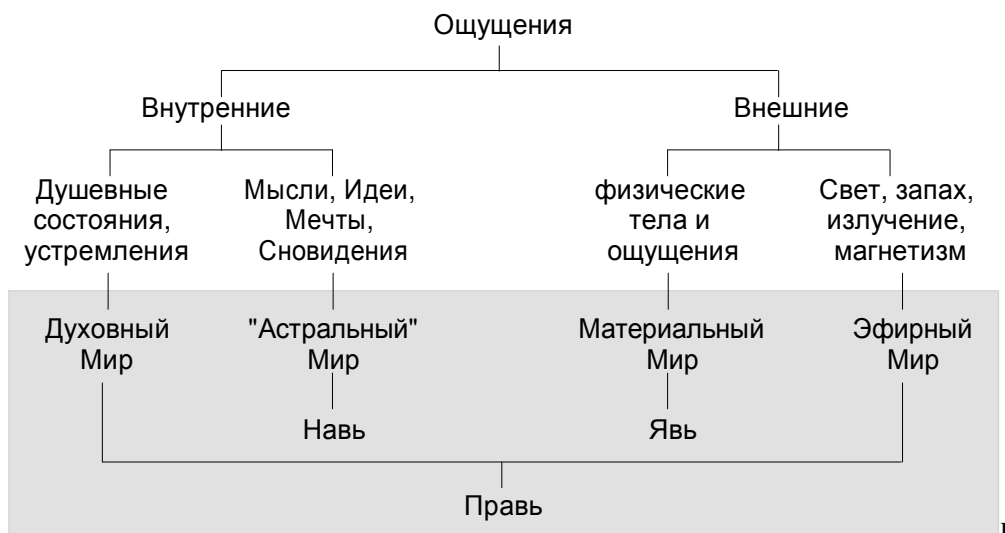 Ощущения
Внутренние
Внешние
Душевные
состояния,
устремления
Мысли, Идеи,
Мечты,
Сновидения
физические
тела и
ощущения
Свет, запах,
излучение,
магнетизм
Духовный
Мир
"Астральный"
Мир
Материальный
Мир
Эфирный
Мир
Навь
Явь
Правь